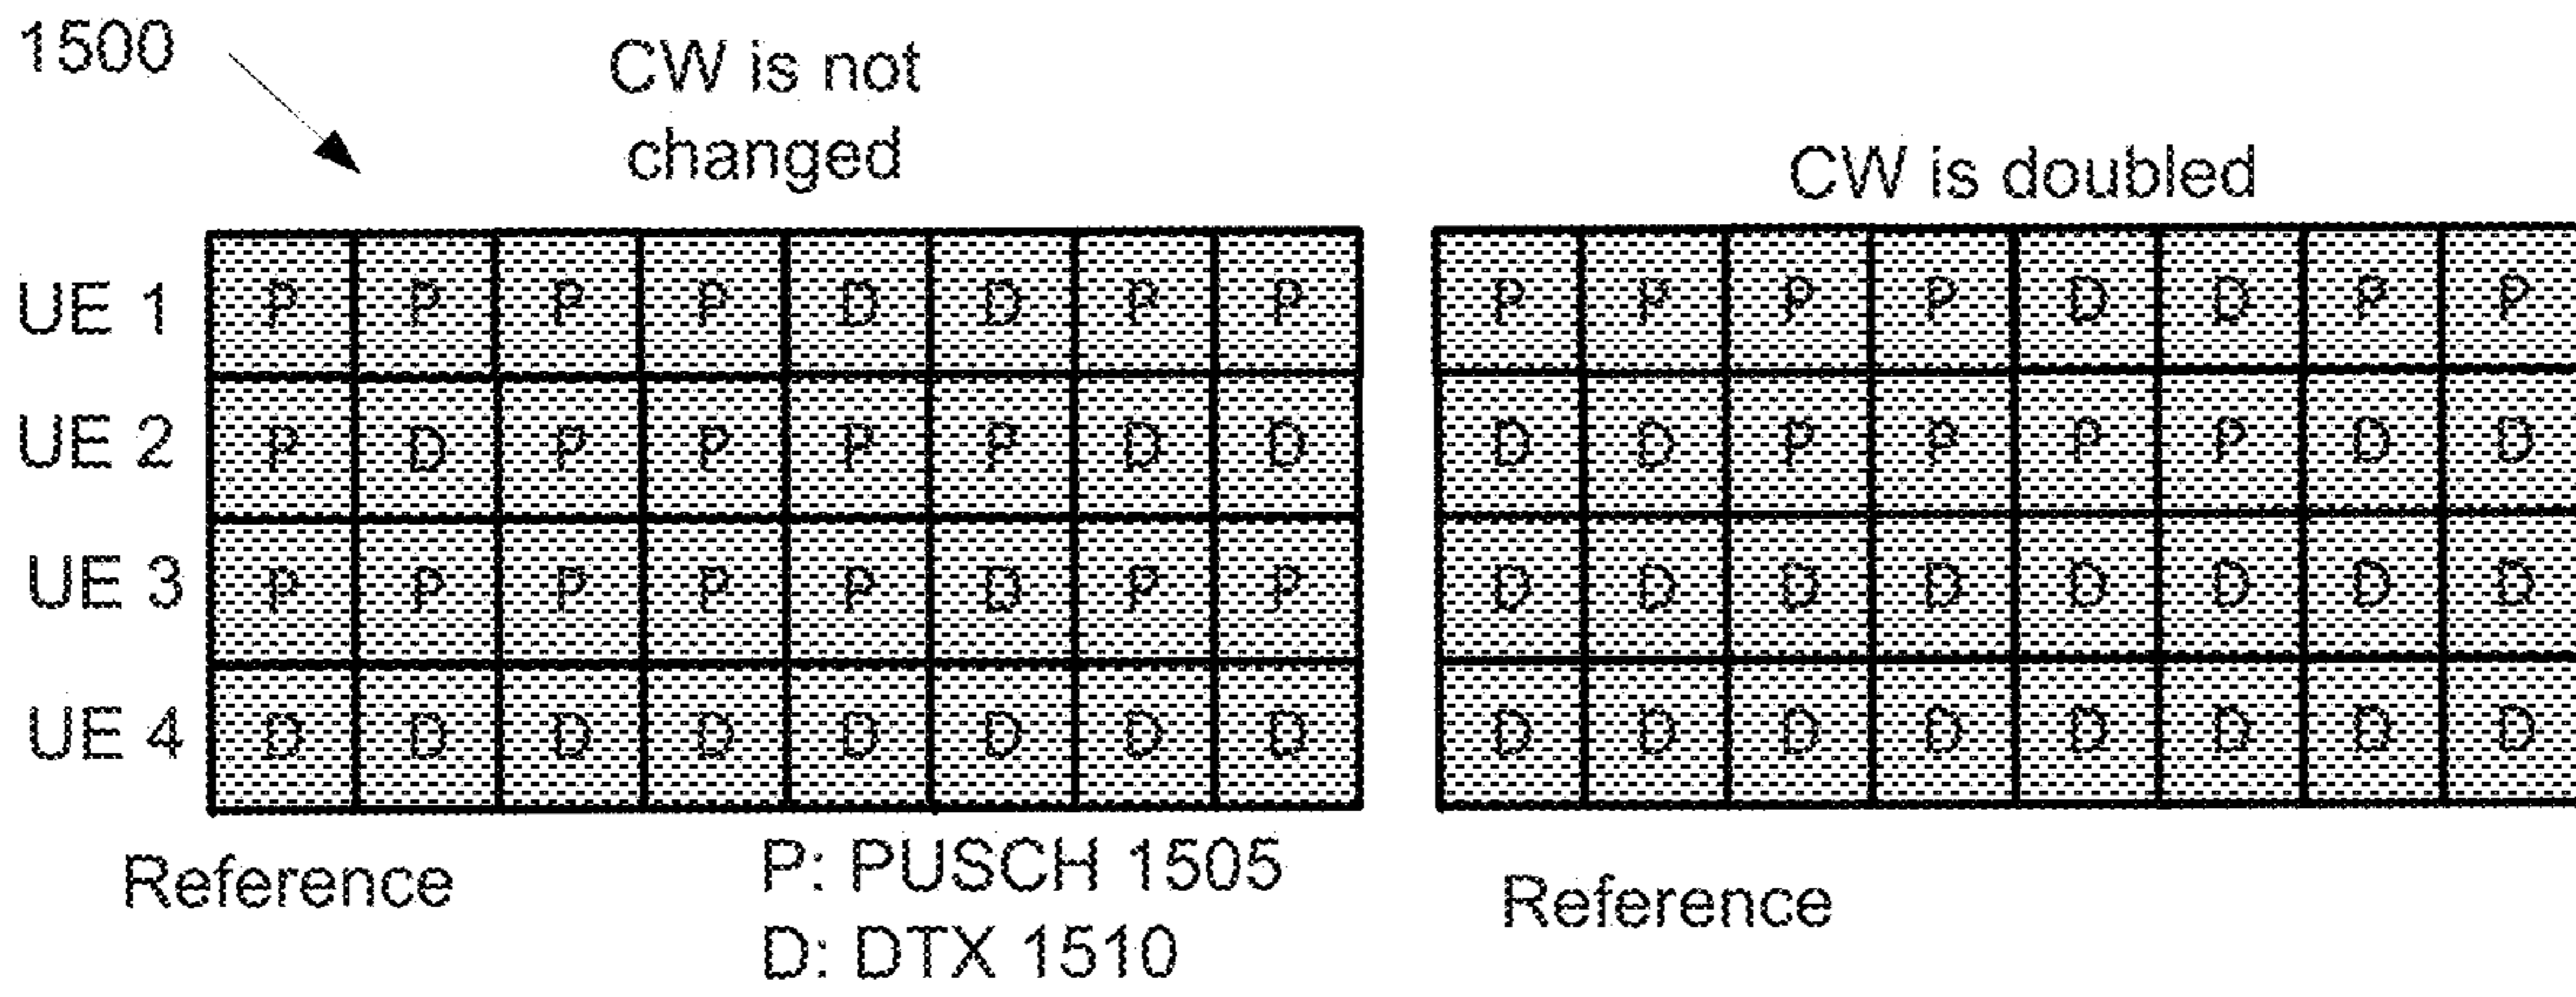 1500
CW is not
changed
CW is doubled
UE 1 P P P P D D P P P P P P D D P P
UE 2 P D P P P P D D D D P P P P D D
UE 3 P P P P P D P P D D D D D D D D
UE 4 D D D D D D D D D D D D D D D D
Reference
P: PUSCH 1505
D: DTX 1510
Reference